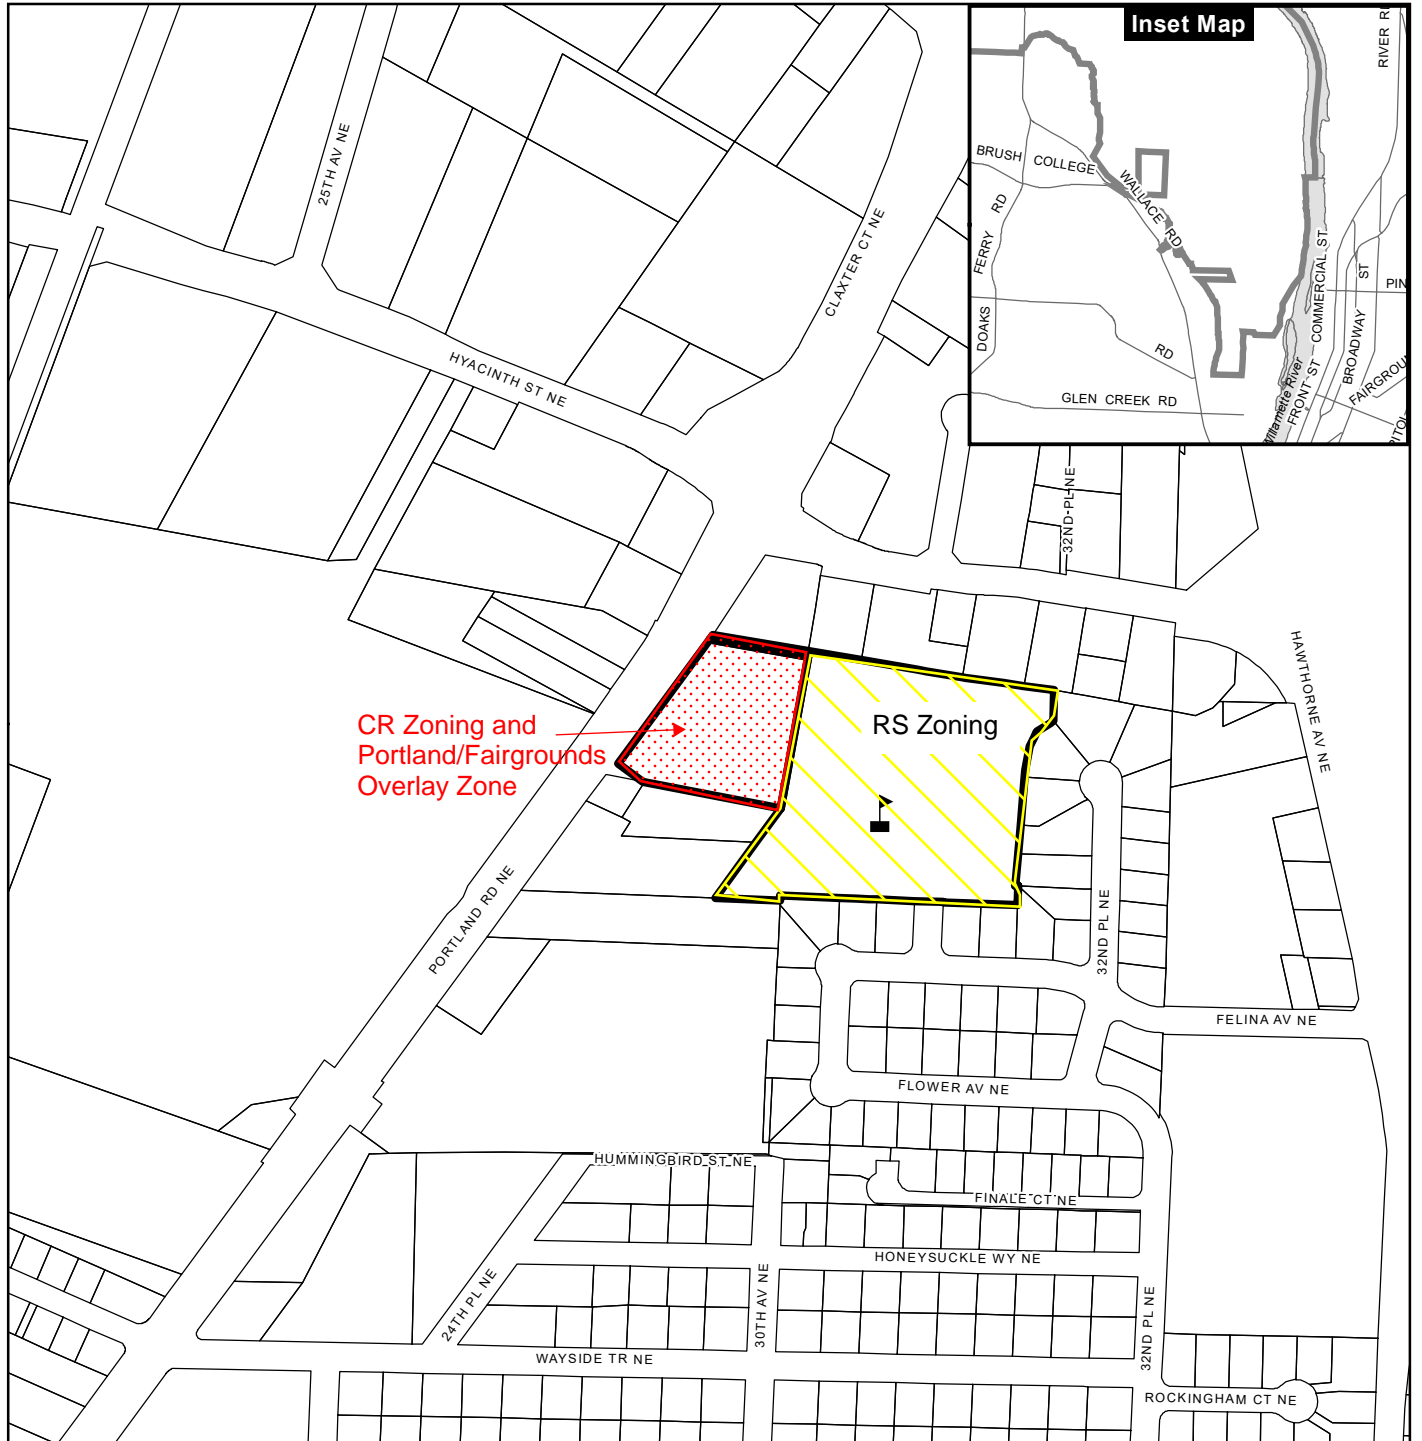 Inset Map
RIVER RD
BRUSH COLLEGE
WALLACE RD
RD
FERRY
DOAKS
RD
GLEN CREEK RD
Willamette River
FRONT ST
COMMERCIAL ST
BROADWAY
ST
PIN
FAIRGROU
PITOL
25TH AV NE
CLAXTER CT NE
HYACINTH ST NE
32ND PL NE
HAWTHORNE AV NE
CR Zoning and
Portland/Fairgrounds
Overlay Zone
RS Zoning
PORTLAND RD NE
32ND PL NE
FELINA AV NE
FLOWER AV NE
HUMMINGBIRD ST NE
FINALE CT NE
HONEYSUCKLE WY NE
24TH PL NE
30TH AV NE
32ND PL NE
WAYSIDE TR NE
ROCKINGHAM CT NE